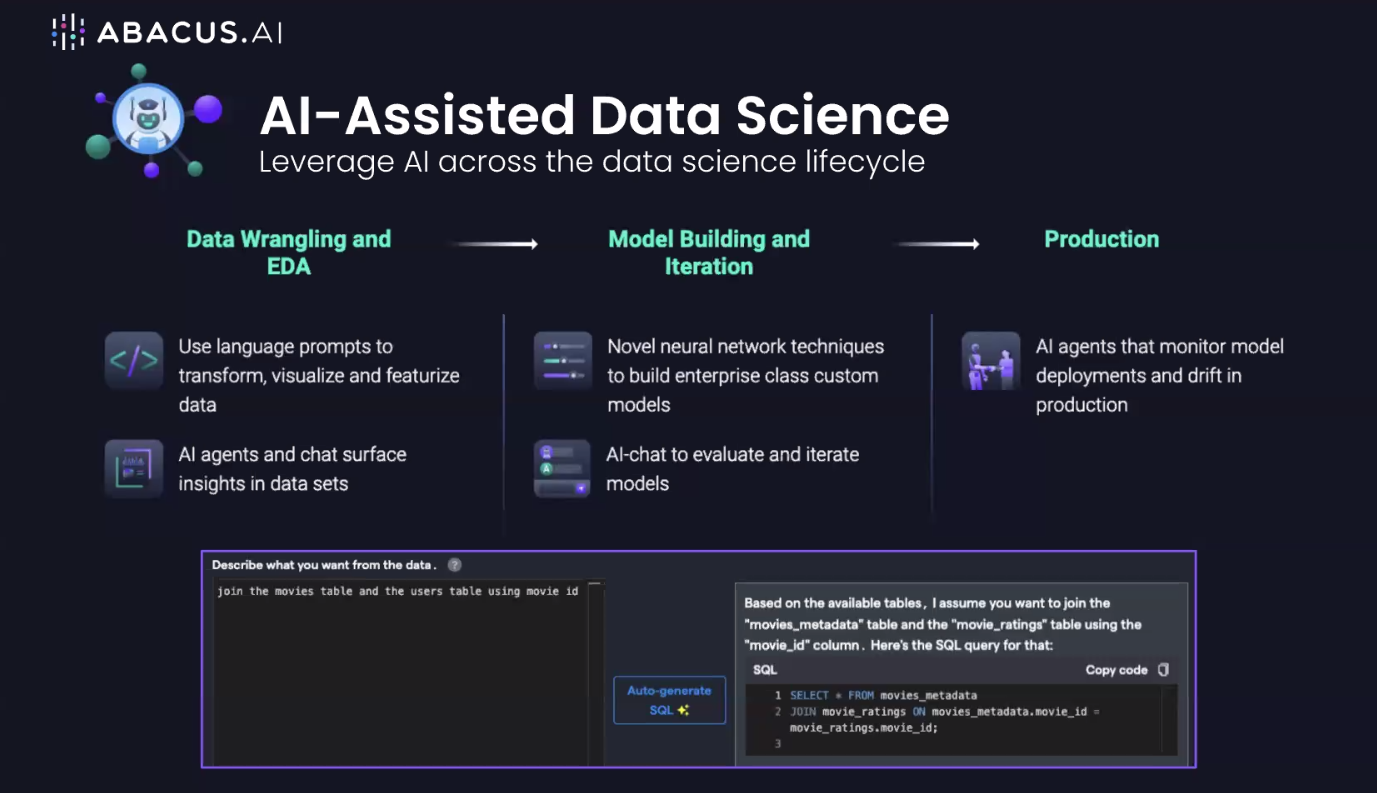 ABACUS.AI
AI-Assisted Data Science
Leverage AI across the data science lifecycle
Data Wrangling and
EDA
Use language prompts to
transform, visualize and featurize
data
AI agents and chat surface
insights in data sets
Model Building and
Iteration
Novel neural network techniques
to build enterprise class custom
models
A
AI-chat to evaluate and iterate
models
Production
AI agents that monitor model
deployments and drift in
production
Describe what you want from the data. ?
join the movies table and the users table using movie id
Auto-generate
SQL
Based on the available tables, I assume you want to join the
"movies_metadata" table and the "movie_ratings" table using the
"movie_id" column. Here's the SQL query for that:
SQL Copy code
1 SELECT * FROM movies_metadata
2 JOIN movie_ratings ON movies_metadata.movie_id =
movie_ratings.movie_id;
3